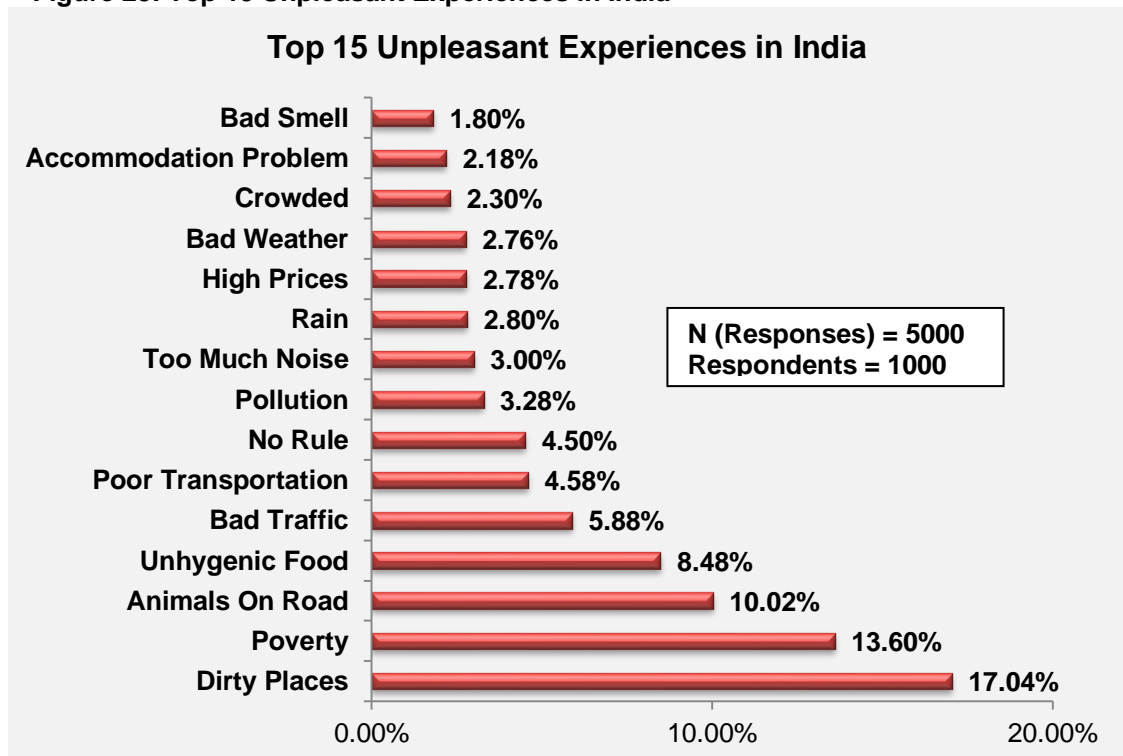 Top 15 Unpleasant Experiences in India
Bad Smell 1.80%
Accommodation Problem 2.18%
Crowded 2.30%
Bad Weather 2.76%
High Prices 2.78%
Rain 2.80%
Too Much Noise 3.00%
Pollution 3.28%
No Rule 4.50%
Poor Transportation 4.58%
Bad Traffic 5.88%
Unhygenic Food 8.48%
Animals On Road 10.02%
Poverty 13.60%
Dirty Places 17.04%
N (Responses) = 5000
Respondents = 1000
0.00% 10.00% 20.00%